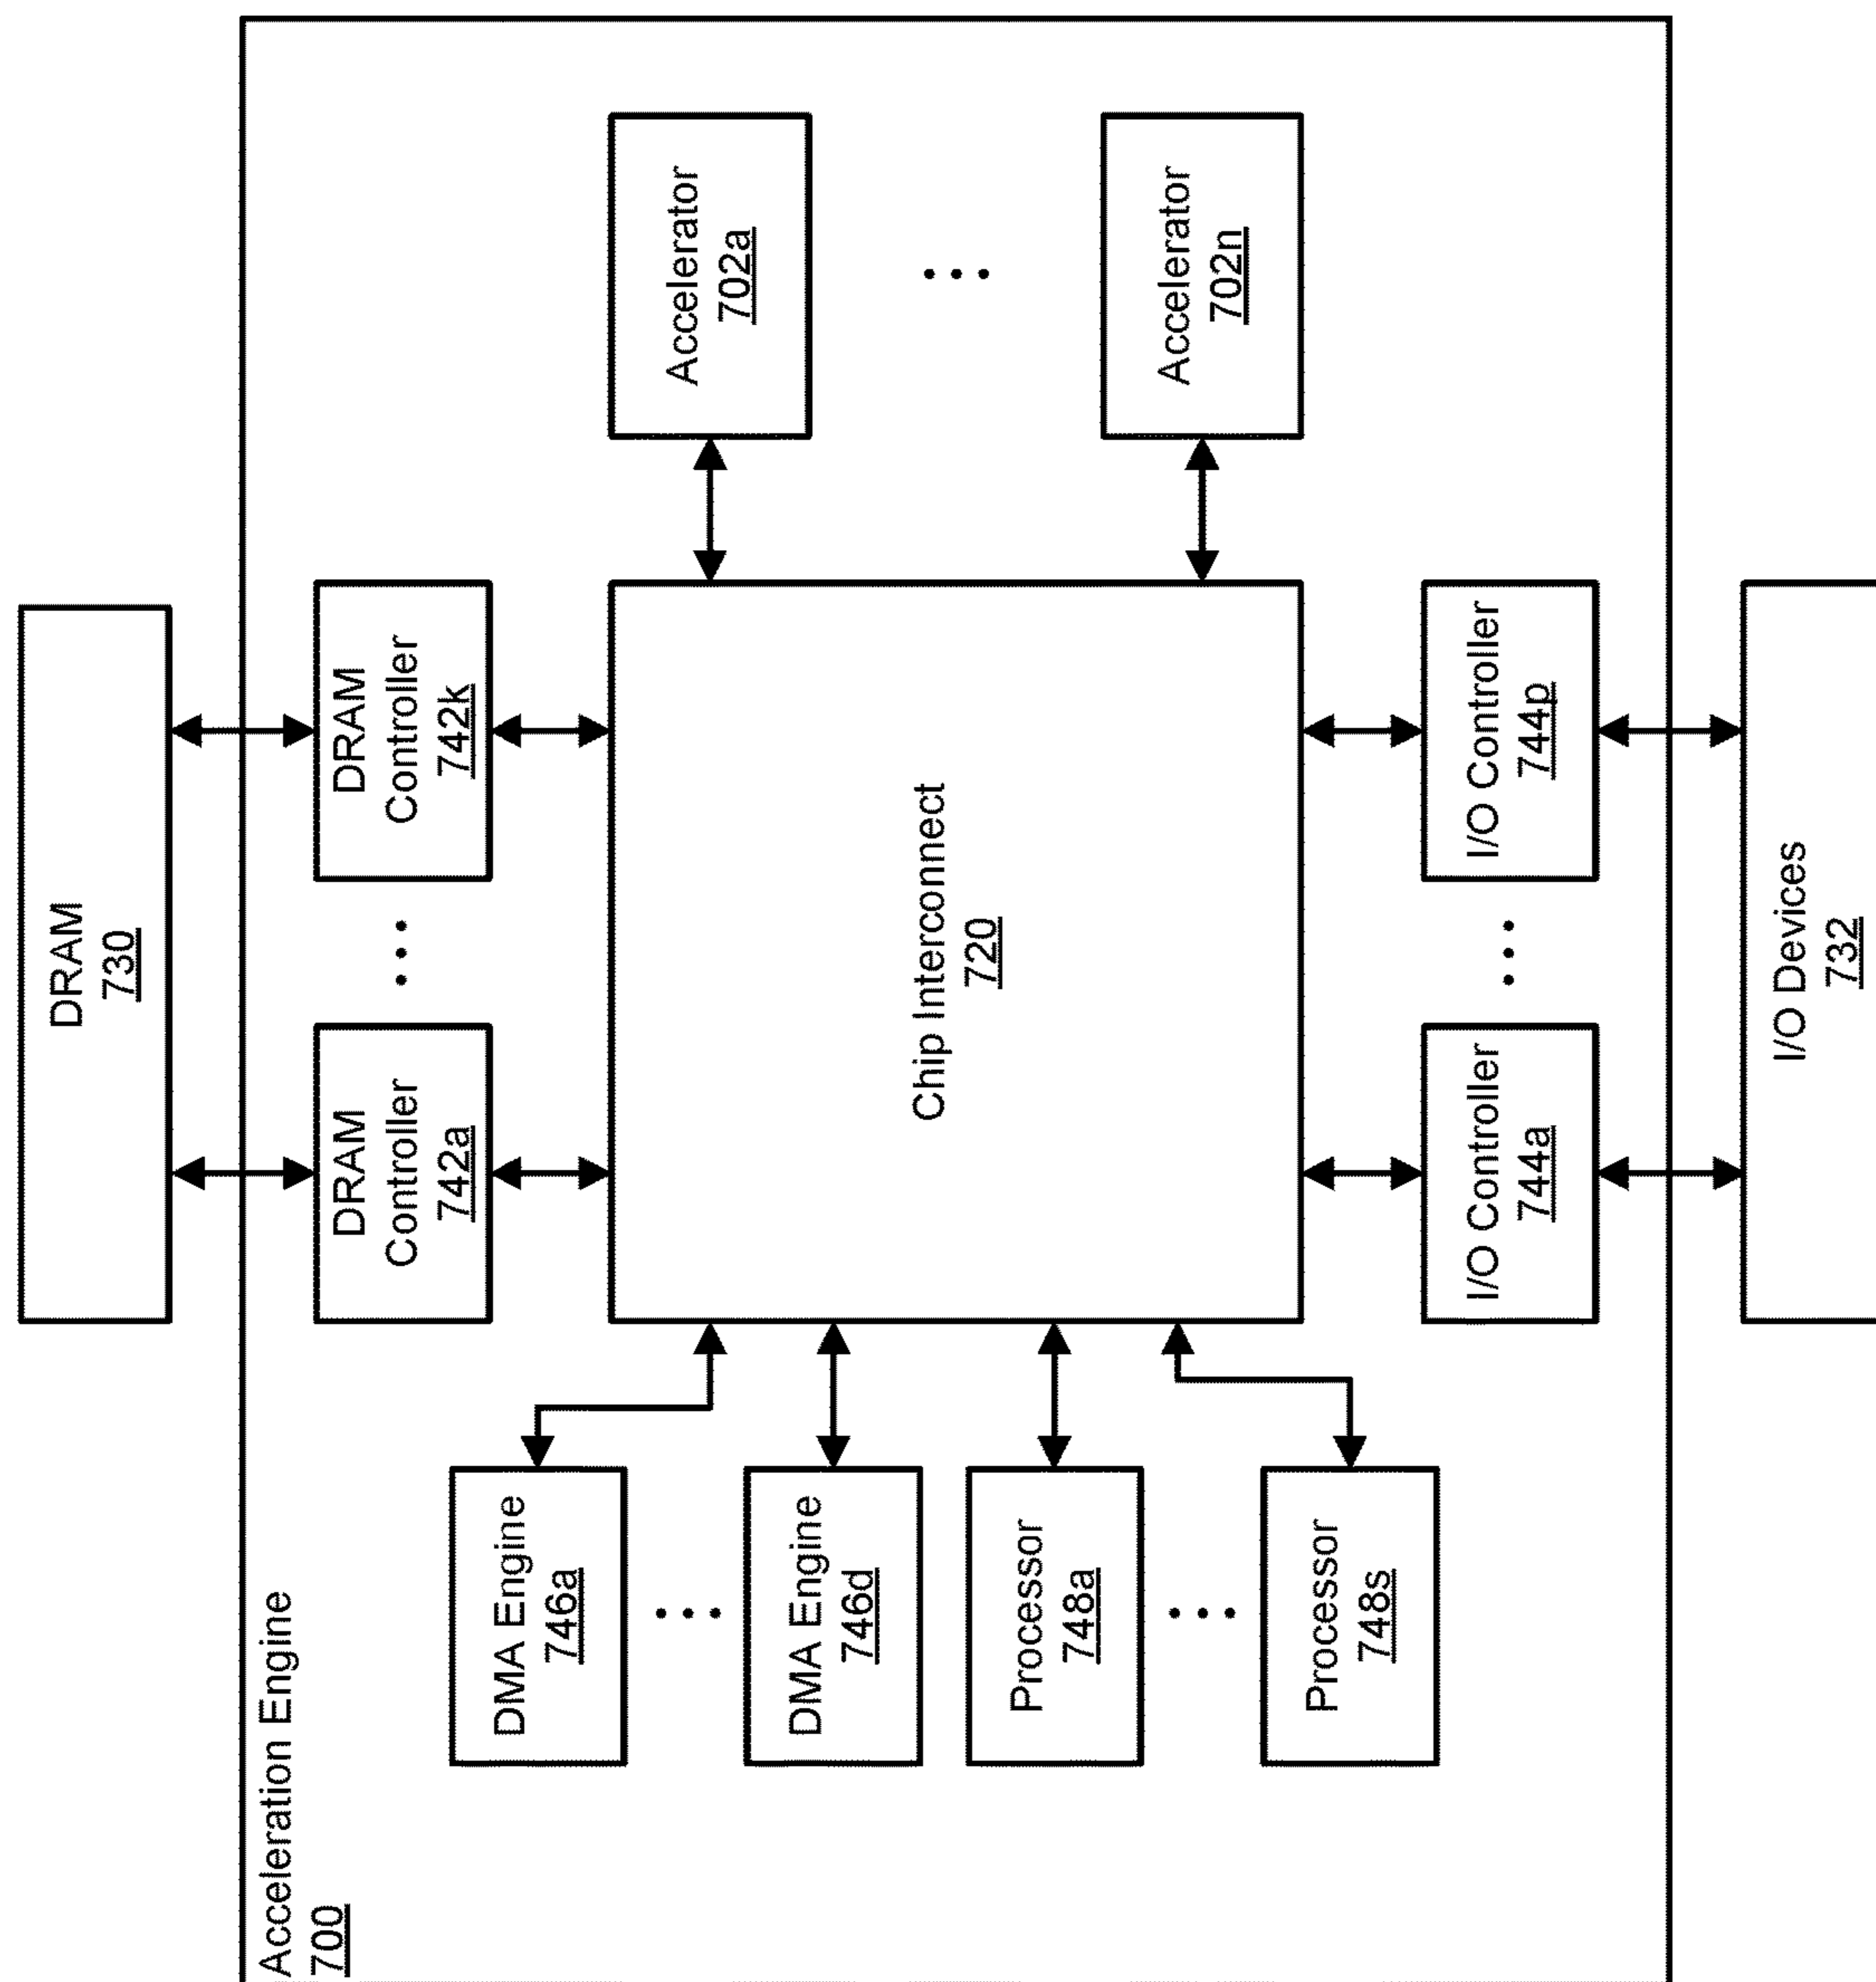 Acceleration Engine
700
DRAM
730
DRAM
Controller
742a
...
DRAM
Controller
742k
DMA Engine
746a
...
DMA Engine
746d
Processor
748a
...
Processor
748s
Chip Interconnect
720
Accelerator
702a
...
Accelerator
702n
I/O Controller
744a
...
I/O Controller
744p
I/O Devices
732